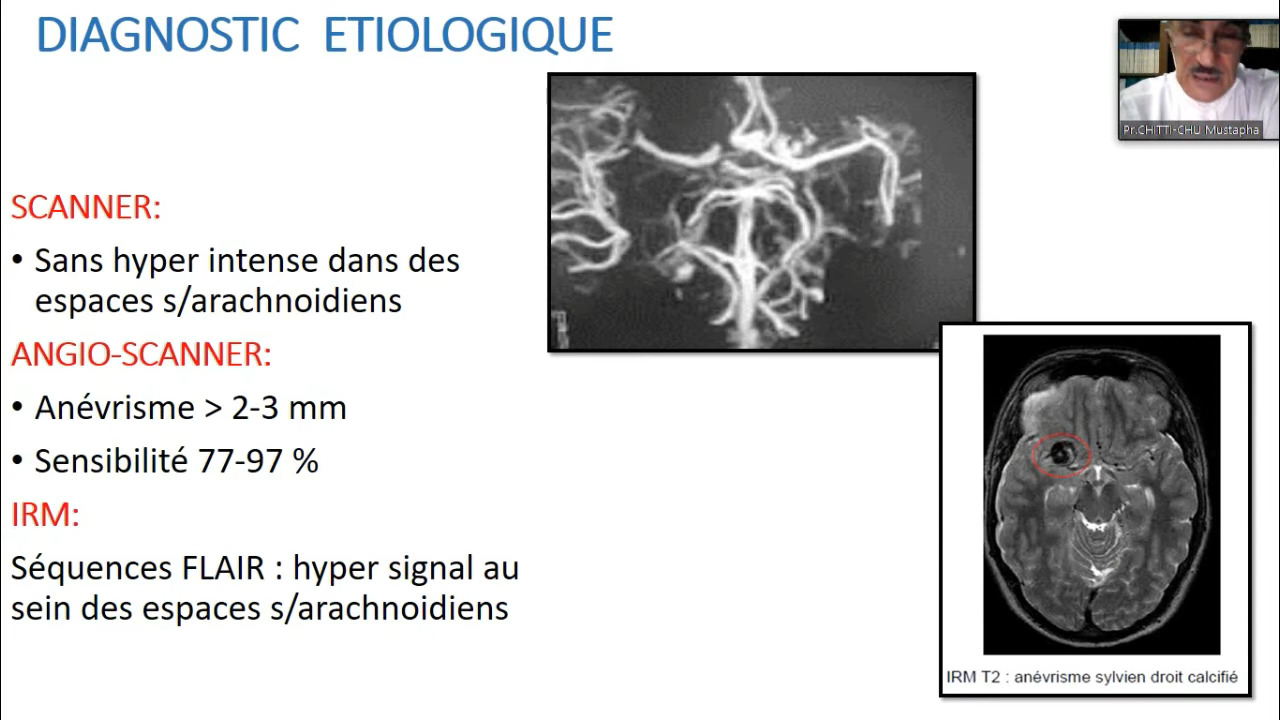 DIAGNOSTIC ETIOLOGIQUE
Pr.CHITTI-CHU Mustapha
SCANNER:
• Sans hyper intense dans des
espaces s/arachnoidiens
ANGIO-SCANNER:
• Anévrisme > 2-3 mm
• Sensibilité 77-97 %
IRM:
Séquences FLAIR : hyper signal au
sein des espaces s/arachnoidiens
IRM T2 : anévrisme sylvien droit calcifié